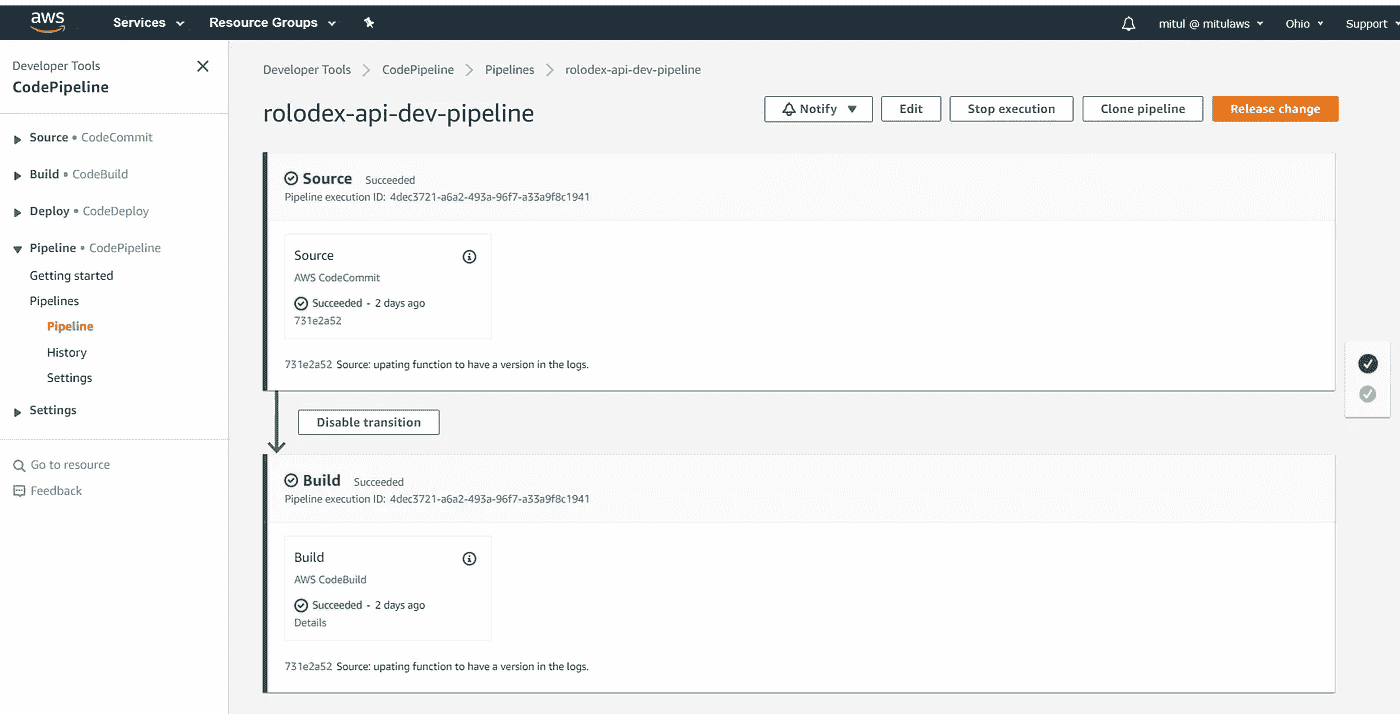 aws Services Resource Groups mitul @ mitulaws Ohio Support
Developer Tools
CodePipeline
Source • CodeCommit
Build • CodeBuild
Deploy • CodeDeploy
Pipeline • CodePipeline
Getting started
Pipelines
Pipeline
History
Settings
Settings
Go to resource
Feedback
Developer Tools CodePipeline Pipelines rolodex-api-dev-pipeline
rolodex-api-dev-pipeline
Notify Edit Stop execution Clone pipeline Release change
Source Succeeded
Pipeline execution ID: 4dec3721-a6a2-493a-96f7-a33a9f8c1941
Source
AWS CodeCommit
Succeeded - 2 days ago
731e2a52
731e2a52 Source: upating function to have a version in the logs.
Disable transition
Build Succeeded
Pipeline execution ID: 4dec3721-a6a2-493a-96f7-a33a9f8c1941
Build
AWS CodeBuild
Succeeded - 2 days ago
Details
731e2a52 Source: upating function to have a version in the logs.